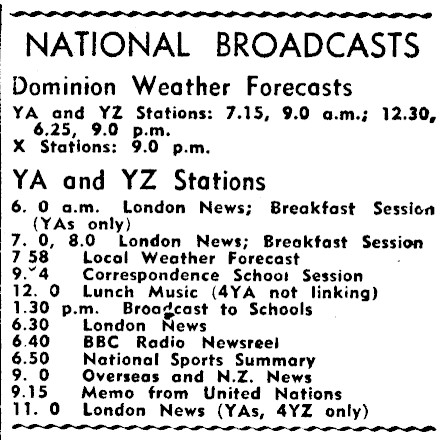 NATIONAL BROADCASTS
Dominion Weather Forecasts
YA and YZ Stations: 7.15, 9.0 a.m.; 12.30,
6.25, 9.0 p.m.
X Stations: 9.0 p.m.
YA and YZ Stations
6. 0 a.m. London News; Breakfast Session
(YAs only)
7. 0, 8.0 London News; Breakfast Session
7 58 Local Weather Forecast
9. 4 Correspondence School Session
12. 0 Lunch Music (4YA not linking)
1.30 p.m. Broadcast to Schools
6.30 London News
6.40 BBC Radio Newsreel
6.50 National Sports Summary
9. 0 Overseas and N.Z. News
9.15 Memo from United Nations
11. 0 London News (YAs, 4YZ only)